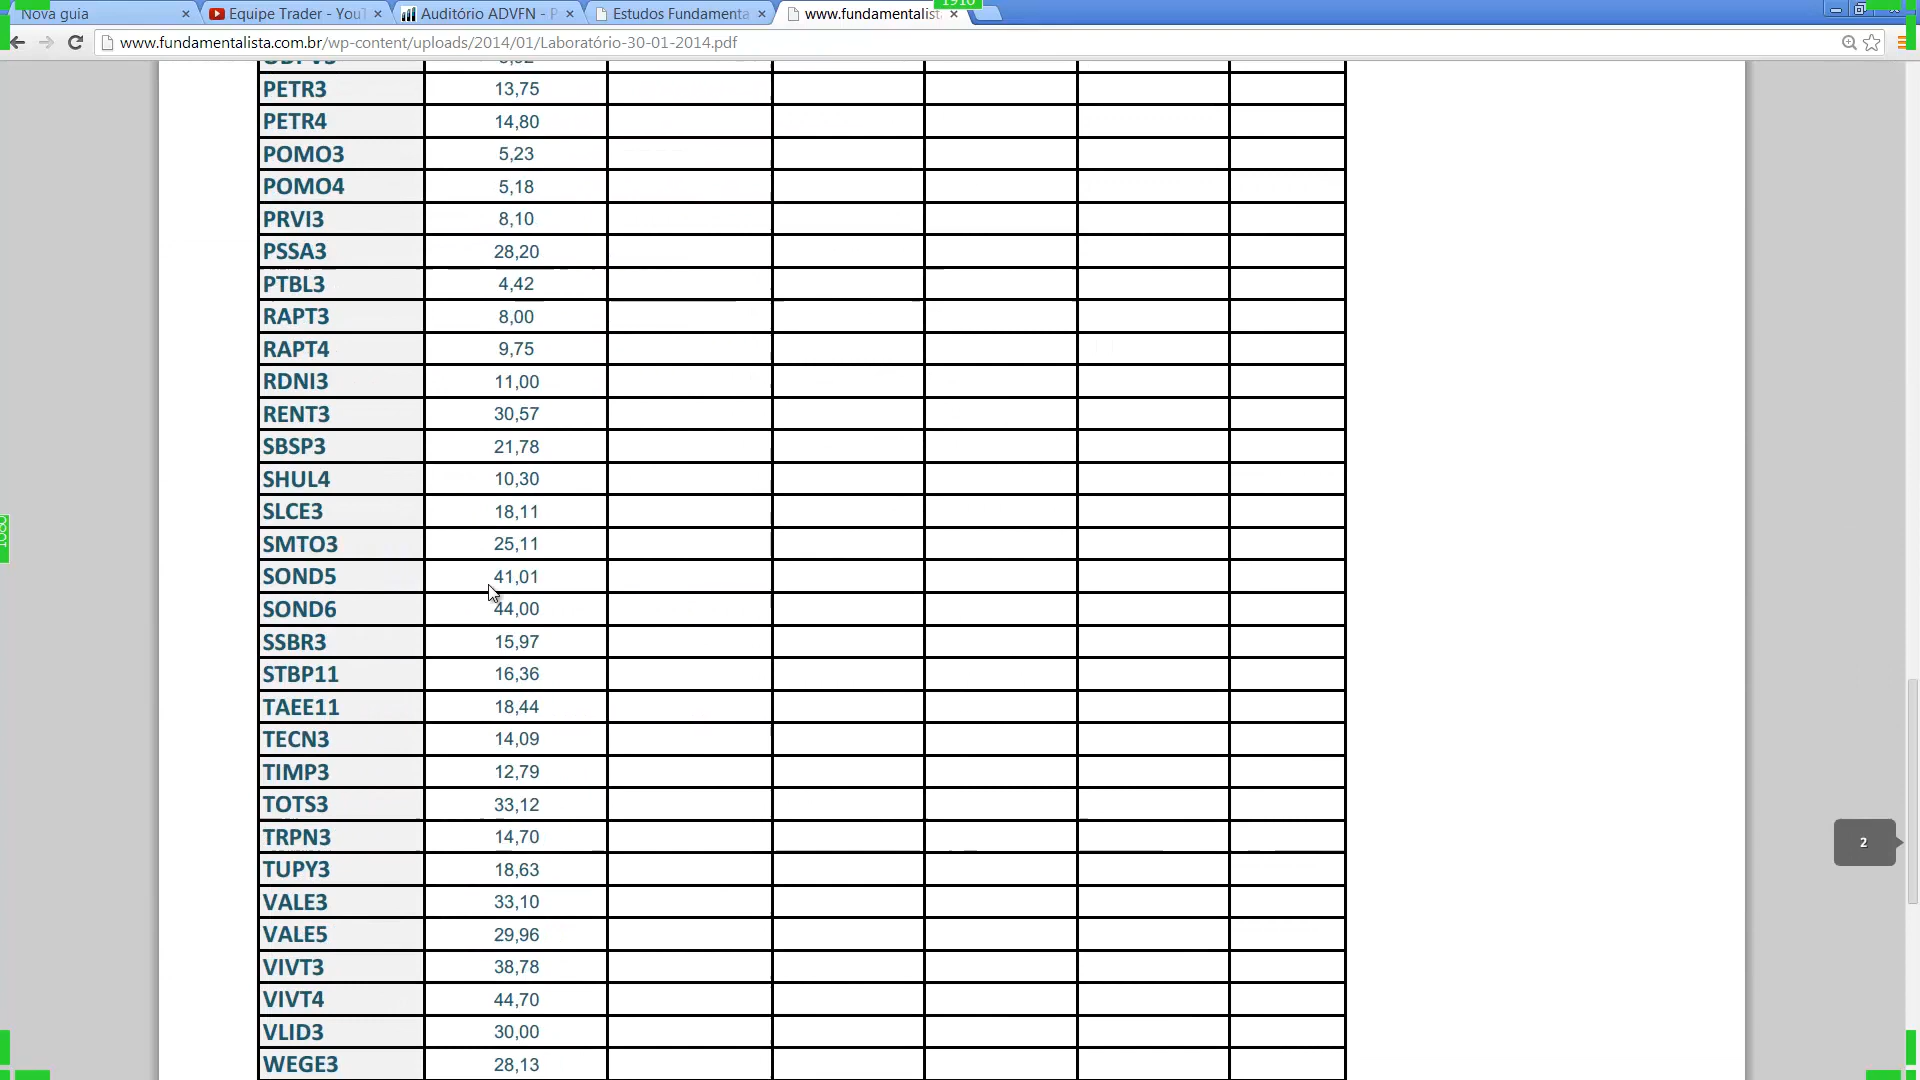 Nova guia
Equipe Trader - You
Auditório ADVFN - P
Estudos Fundamenta
www.fundamentalist
1910
www.fundamentalista.com.br/wp-content/uploads/2014/01/Laboratório-30-01-2014.pdf
PETR3 13,75
PETR4 14,80
POMO3 5,23
POMO4 5,18
PRVI3 8,10
PSSA3 28,20
PTBL3 4,42
RAPT3 8,00
RAPT4 9,75
RDNI3 11,00
RENT3 30,57
SBSP3 21,78
SHUL4 10,30
SLCE3 18,11
SMTO3 25,11
1080
SOND5 41,01
SOND6 44,00
SSBR3 15,97
STBP11 16,36
TAEE11 18,44
TECN3 14,09
TIMP3 12,79
TOTS3 33,12
TRPN3 14,70
2
TUPY3 18,63
VALE3 33,10
VALE5 29,96
VIVT3 38,78
VIVT4 44,70
VLID3 30,00
WEGE3 28,13